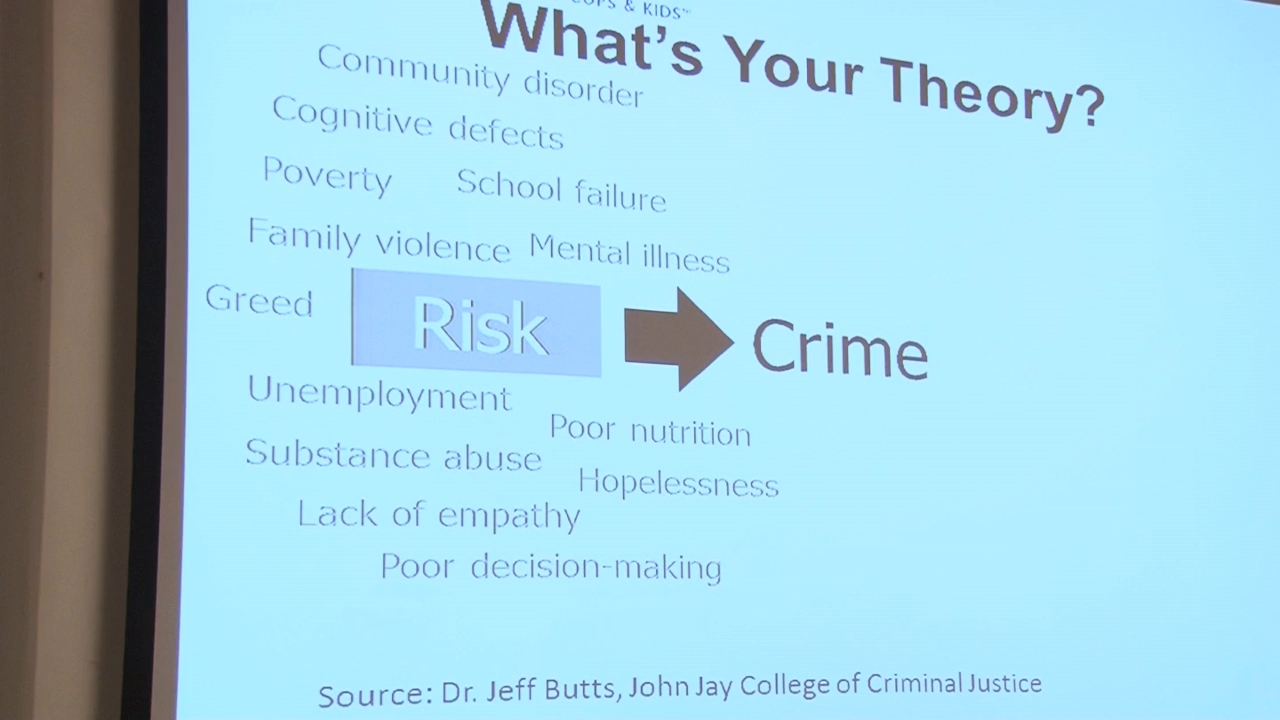 & KIDS™
What's Your Theory?
Community disorder
Cognitive defects
Poverty School failure
Family violence Mental illness
Greed Risk Crime
Unemployment
Poor nutrition
Substance abuse
Hopelessness
Lack of empathy
Poor decision-making
Source: Dr. Jeff Butts, John Jay College of Criminal Justice